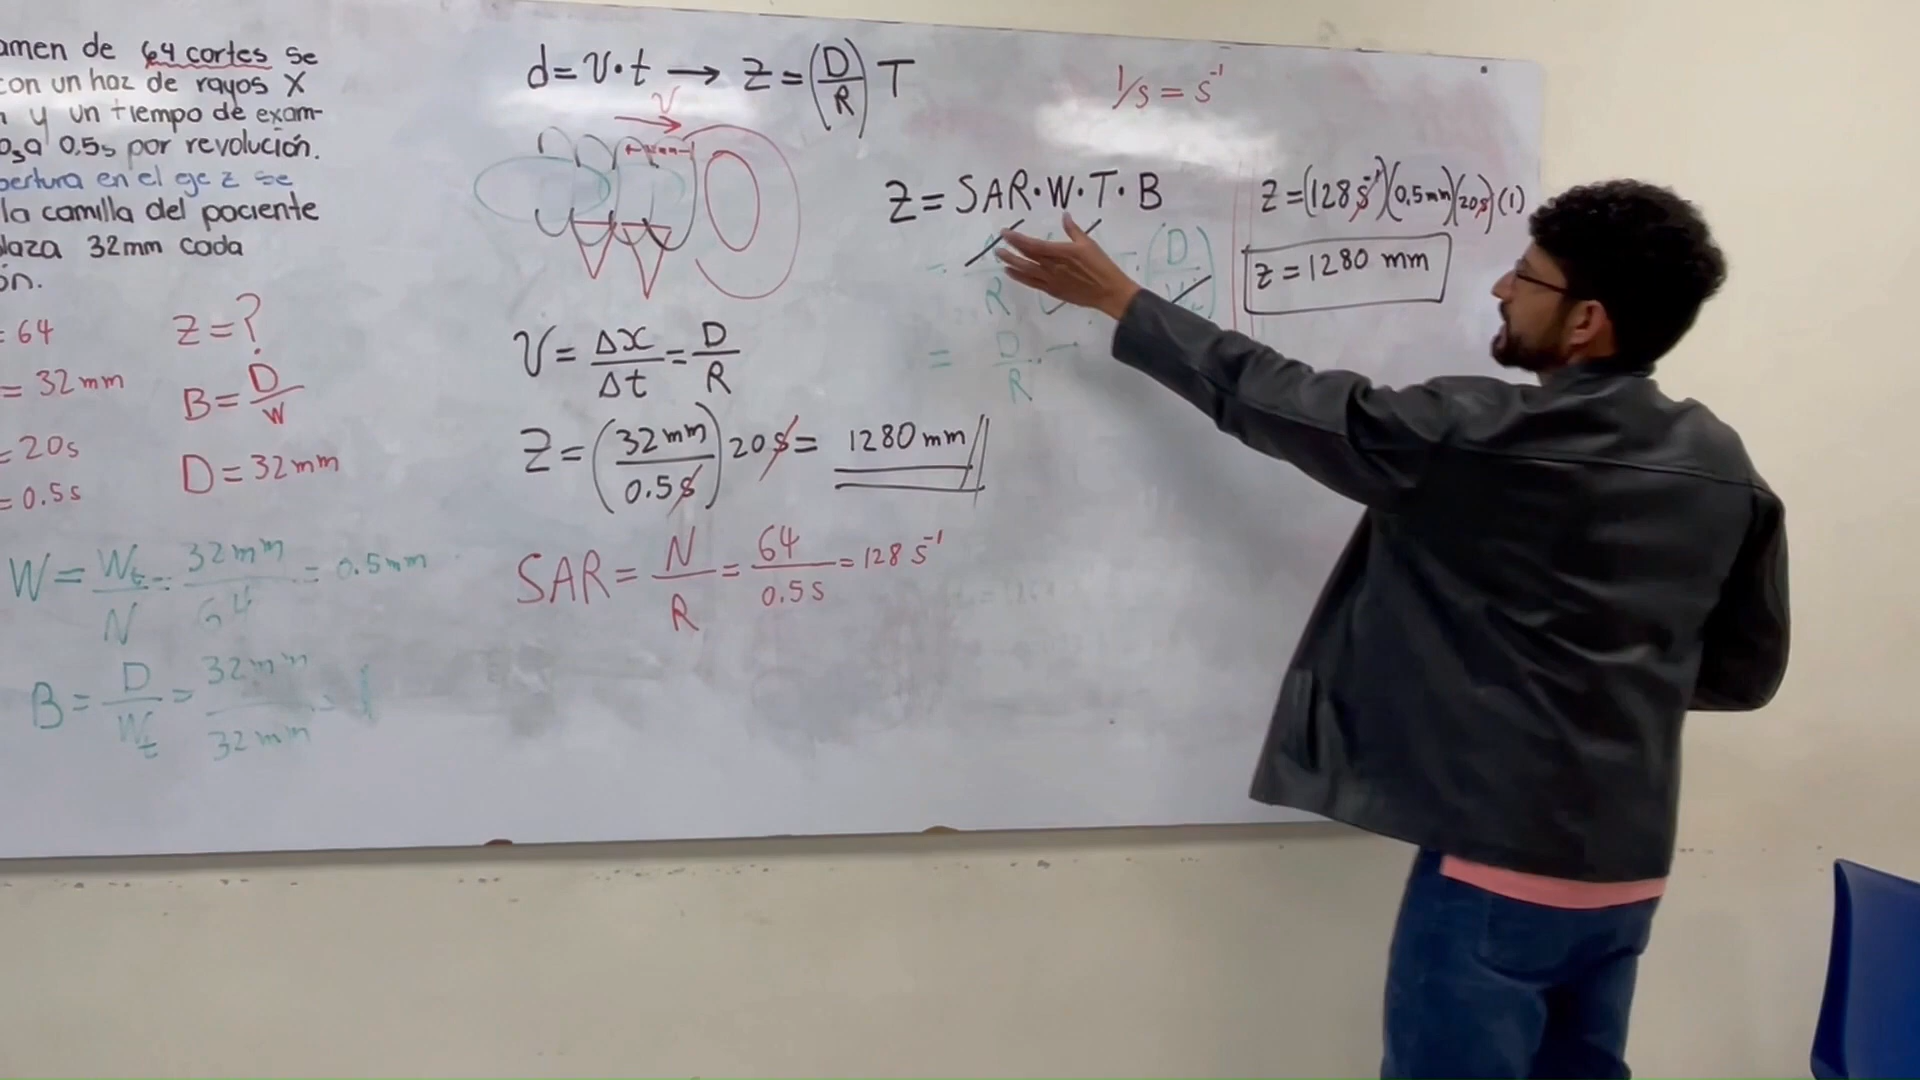 amen de 64 cortes se
con un haz de rayos X
y un tiempo de exam-
0.5s por revolución.
en el eje z se
la camilla del paciente
laza 32mm cada
ón.
= 64
= 32mm
= 20s
= 0.5s
Z = ?
B = D/W
D = 32mm
W = Wt/N = 32mm/64 = 0.5mm
B = D/Wt = 32mm/32mm = 1
d = v·t → Z = (D/R) T
v
v = Δx/Δt = D/R
Z = (32mm/0.5s) 20s = 1280 mm
SAR = N/R = 64/0.5s = 128 s⁻¹
1/s = s⁻¹
Z = SAR·W·T·B
R
D
= D/R ·
Z = (128 s⁻¹)(0.5mm)(20s)(1)
Z = 1280 mm